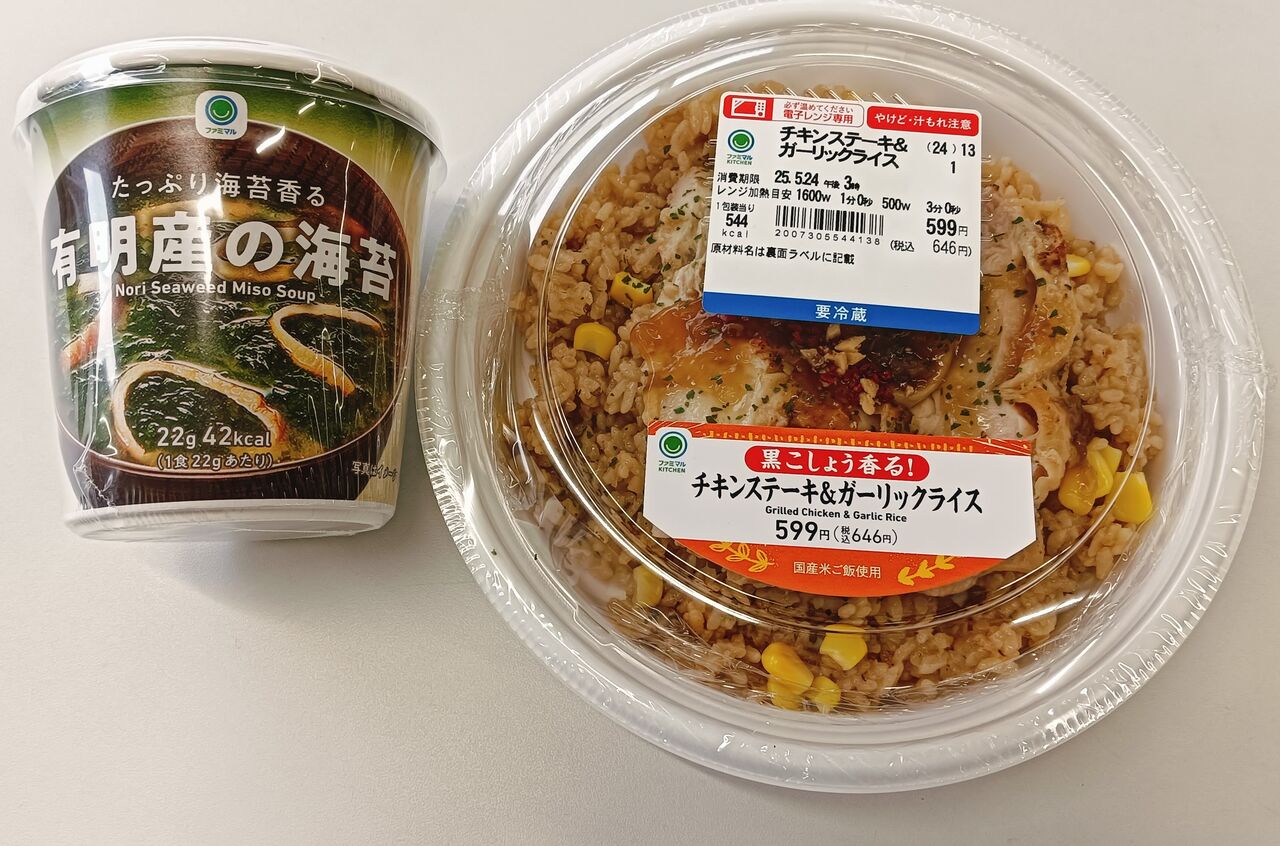 ファミマル
たっぷり海苔香る
有明産の海苔
Nori Seaweed Miso Soup
22g 42kcal
(1食22gあたり)
写真はイメージ
必ず温めてください
電子レンジ専用
やけど・汁もれ注意
ファミマル
KITCHEN
チキンステーキ&
ガーリックライス
(24) 13
1
消費期限 25.5.24 午後 3時
レンジ加熱目安 1600w 1分0秒 500w 3分0秒
1包装当り
544
kcal
2007305544138
599円
(税込 646円)
原材料名は裏面ラベルに記載
要冷蔵
ファミマル
KITCHEN
黒こしょう香る!
チキンステーキ&ガーリックライス
Grilled Chicken & Garlic Rice
599円(税込646円)
国産米ご飯使用